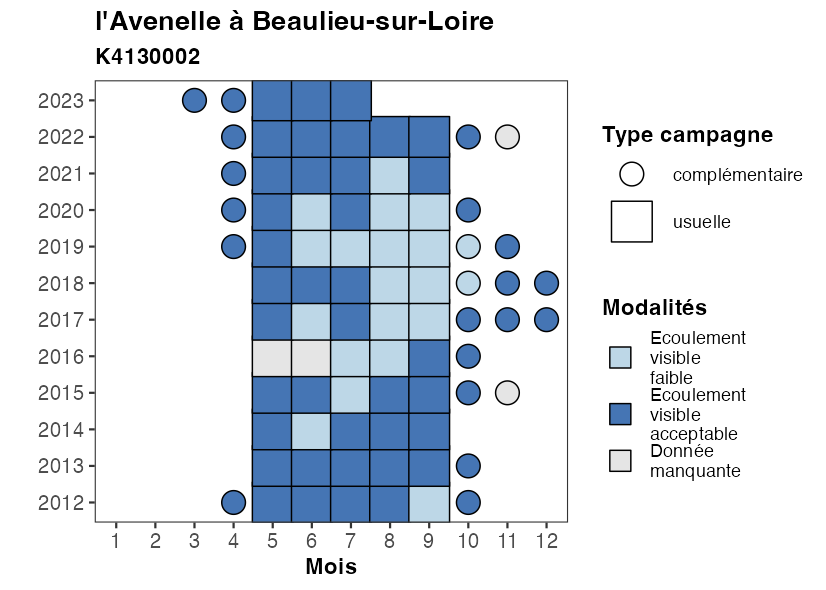 l'Avenelle à Beaulieu-sur-Loire
K4130002
2023
2022
2021
2020
2019
2018
2017
2016
2015
2014
2013
2012
1 2 3 4 5 6 7 8 9 10 11 12
Mois
Type campagne
complémentaire
usuelle
Modalités
Ecoulement
visible
faible
Ecoulement
visible
acceptable
Donnée
manquante